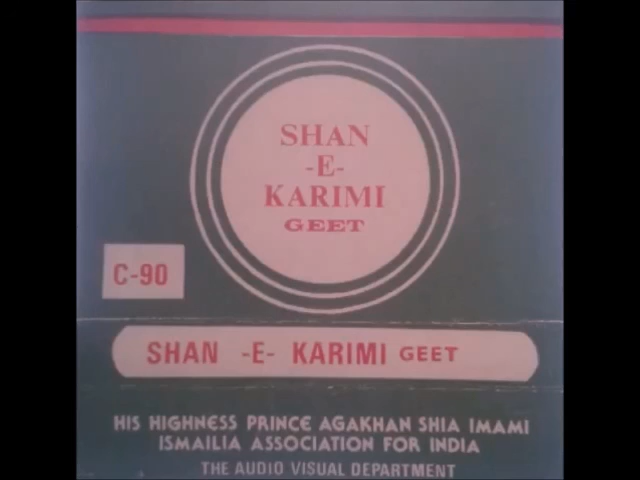 SHAN
-E-
KARIMI
GEET
C-90
SHAN -E- KARIMI GEET
HIS HIGHNESS PRINCE AGAKHAN SHIA IMAMI
ISMAILIA ASSOCIATION FOR INDIA
THE AUDIO VISUAL DEPARTMENT